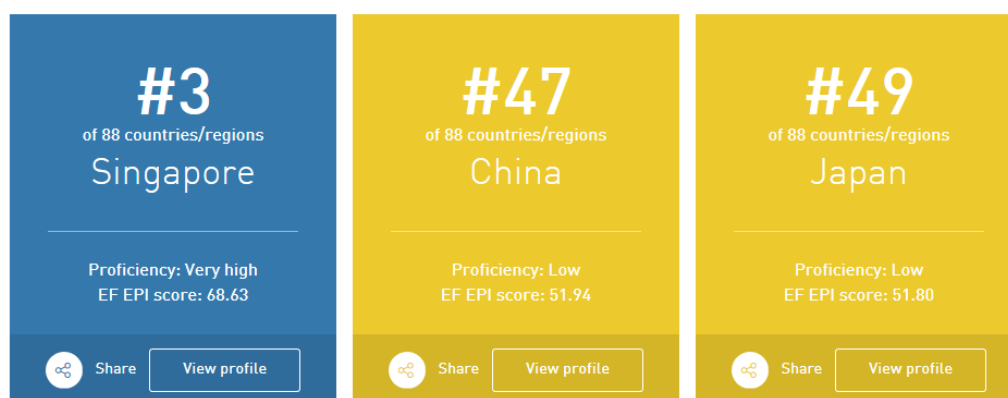 #3
of 88 countries/regions
Singapore
Proficiency: Very high
EF EPI score: 68.63
Share
View profile
#47
of 88 countries/regions
China
Proficiency: Low
EF EPI score: 51.94
Share
View profile
#49
of 88 countries/regions
Japan
Proficiency: Low
EF EPI score: 51.80
Share
View profile